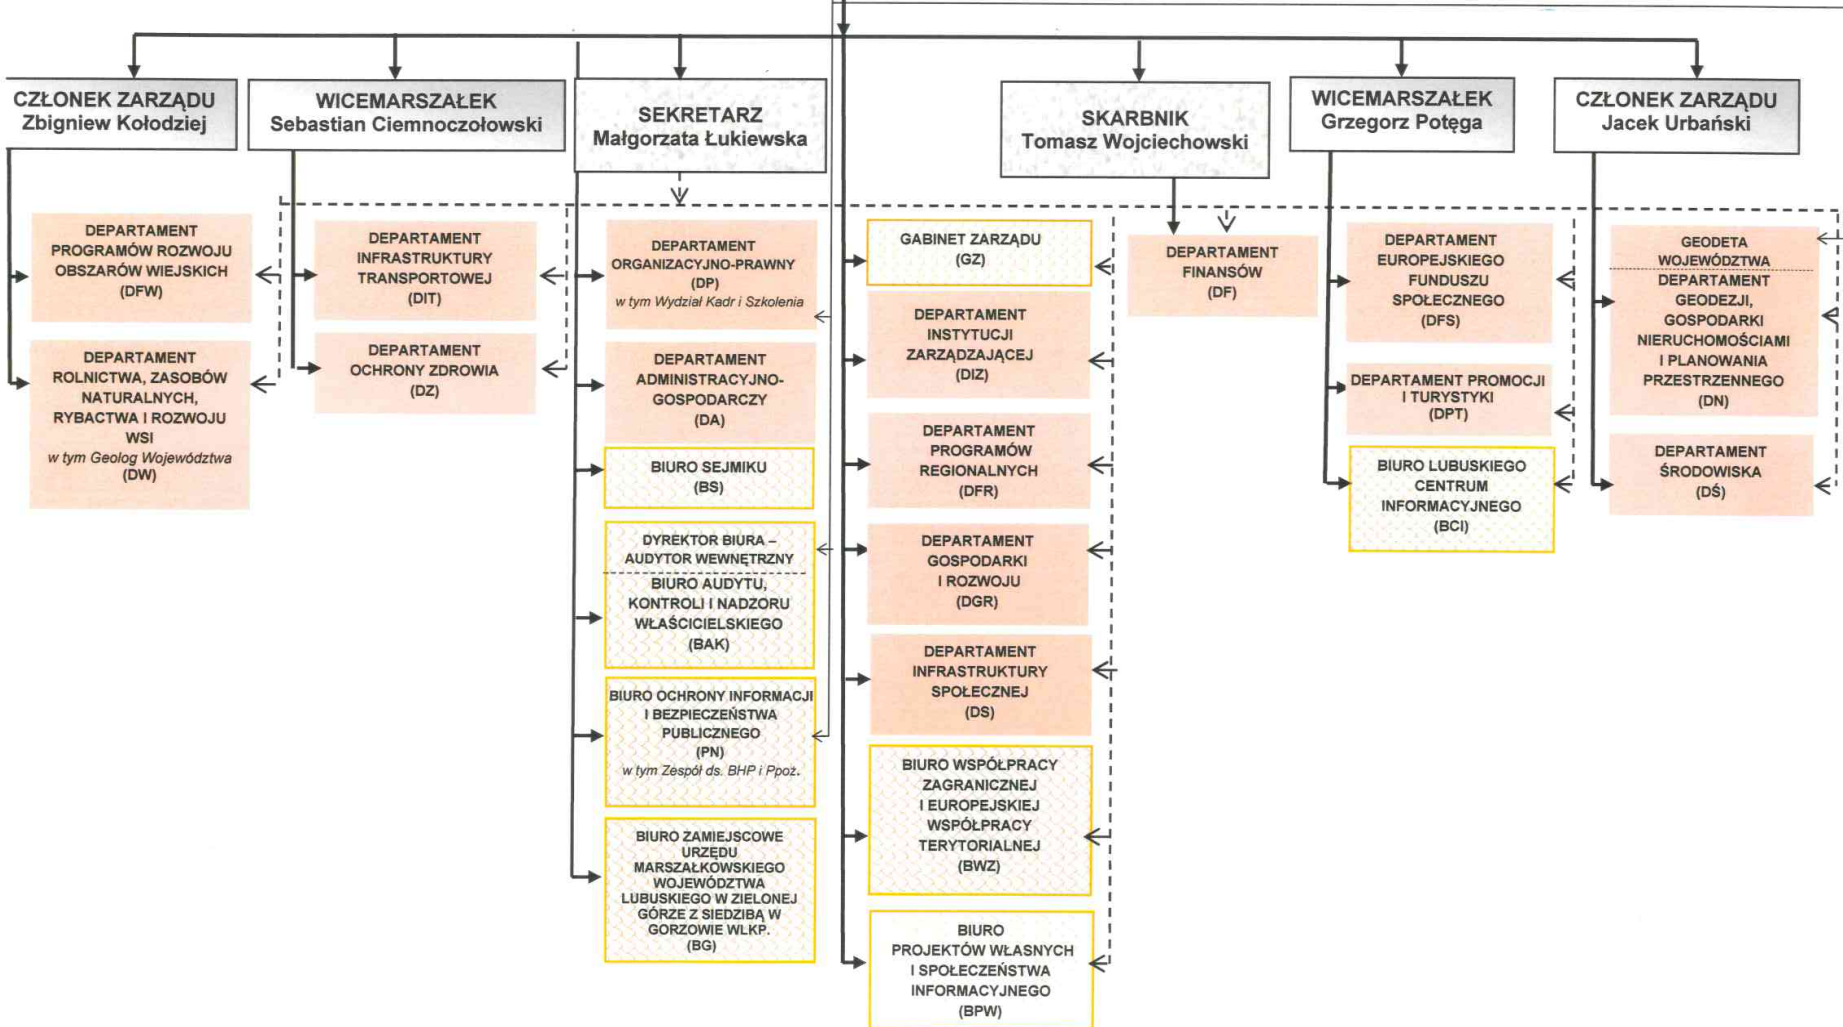 CZŁONEK ZARZĄDU
Zbigniew Kołodziej
WICEMARSZAŁEK
Sebastian Ciemnoczołowski
SEKRETARZ
Małgorzata Łukiewska
SKARBNIK
Tomasz Wojciechowski
WICEMARSZAŁEK
Grzegorz Potęga
CZŁONEK ZARZĄDU
Jacek Urbański
DEPARTAMENT
PROGRAMÓW ROZWOJU
OBSZARÓW WIEJSKICH
(DFW)
DEPARTAMENT
ROLNICTWA, ZASOBÓW
NATURALNYCH,
RYBACTWA I ROZWOJU
WSI
w tym Geolog Województwa
(DW)
DEPARTAMENT
INFRASTRUKTURY
TRANSPORTOWEJ
(DIT)
DEPARTAMENT
OCHRONY ZDROWIA
(DZ)
DEPARTAMENT
ORGANIZACYJNO-PRAWNY
(DP)
w tym Wydział Kadr i Szkolenia
DEPARTAMENT
ADMINISTRACYJNO-
GOSPODARCZY
(DA)
BIURO SEJMIKU
(BS)
DYREKTOR BIURA –
AUDYTOR WEWNĘTRZNY
BIURO AUDYTU,
KONTROLI I NADZORU
WŁAŚCICIELSKIEGO
(BAK)
BIURO OCHRONY INFORMACJI
I BEZPIECZEŃSTWA
PUBLICZNEGO
(PN)
w tym Zespół ds. BHP i Ppoż.
BIURO ZAMIEJSCOWE
URZĘDU
MARSZAŁKOWSKIEGO
WOJEWÓDZTWA
LUBUSKIEGO W ZIELONEJ
GÓRZE Z SIEDZIBĄ W
GORZOWIE WLKP.
(BG)
GABINET ZARZĄDU
(GZ)
DEPARTAMENT
INSTYTUCJI
ZARZĄDZAJĄCEJ
(DIZ)
DEPARTAMENT
PROGRAMÓW
REGIONALNYCH
(DFR)
DEPARTAMENT
GOSPODARKI
I ROZWOJU
(DGR)
DEPARTAMENT
INFRASTRUKTURY
SPOŁECZNEJ
(DS)
BIURO WSPÓŁPRACY
ZAGRANICZNEJ
I EUROPEJSKIEJ
WSPÓŁPRACY
TERYTORIALNEJ
(BWZ)
BIURO
PROJEKTÓW WŁASNYCH
I SPOŁECZEŃSTWA
INFORMACYJNEGO
(BPW)
DEPARTAMENT
FINANSÓW
(DF)
DEPARTAMENT
EUROPEJSKIEGO
FUNDUSZU
SPOŁECZNEGO
(DFS)
DEPARTAMENT PROMOCJI
I TURYSTYKI
(DPT)
BIURO LUBUSKIEGO
CENTRUM
INFORMACYJNEGO
(BCI)
GEODETA
WOJEWÓDZTWA
DEPARTAMENT
GEODEZJI,
GOSPODARKI
NIERUCHOMOŚCIAMI
I PLANOWANIA
PRZESTRZENNEGO
(DN)
DEPARTAMENT
ŚRODOWISKA
(DŚ)